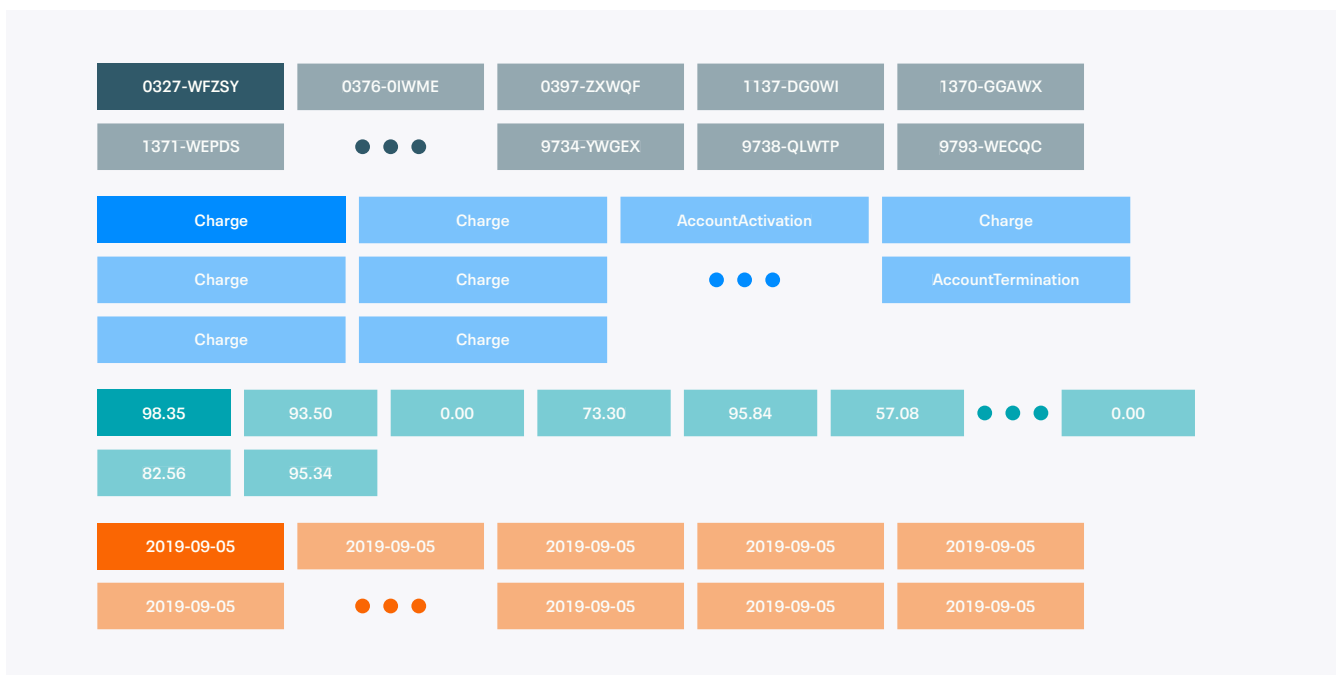 0327-WFZSY 0376-0IWME 0397-ZXWQF 1137-DG0WI 1370-GGAWX
1371-WEPDS 9734-YWGEX 9738-QLWTP 9793-WECQC
Charge Charge AccountActivation Charge
Charge Charge AccountTermination
Charge Charge
98.35 93.50 0.00 73.30 95.84 57.08 0.00
82.56 95.34
2019-09-05 2019-09-05 2019-09-05 2019-09-05 2019-09-05
2019-09-05 2019-09-05 2019-09-05 2019-09-05